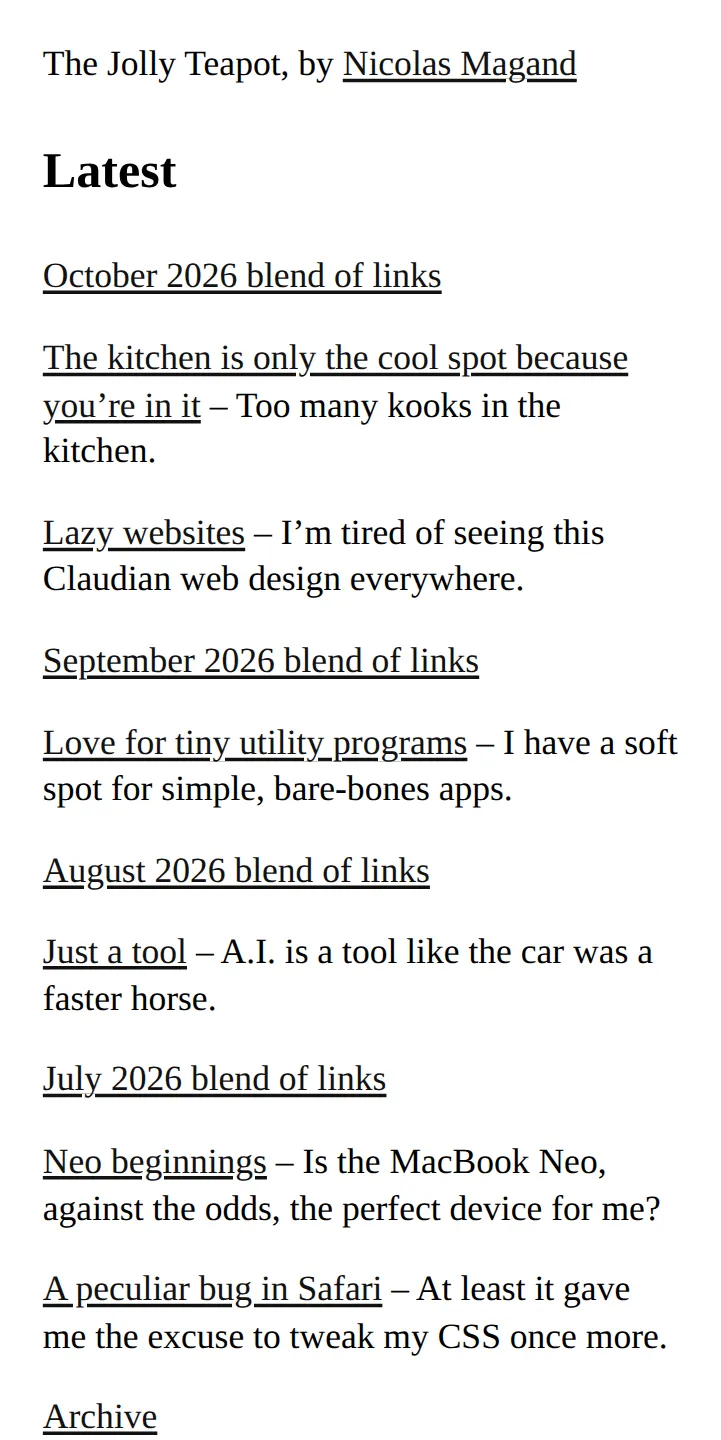 The Jolly Teapot, by Nicolas Magand
Latest
October 2026 blend of links
The kitchen is only the cool spot because
you’re in it – Too many kooks in the
kitchen.
Lazy websites – I’m tired of seeing this
Claudian web design everywhere.
September 2026 blend of links
Love for tiny utility programs – I have a soft
spot for simple, bare-bones apps.
August 2026 blend of links
Just a tool – A.I. is a tool like the car was a
faster horse.
July 2026 blend of links
Neo beginnings – Is the MacBook Neo,
against the odds, the perfect device for me?
A peculiar bug in Safari – At least it gave
me the excuse to tweak my CSS once more.
Archive